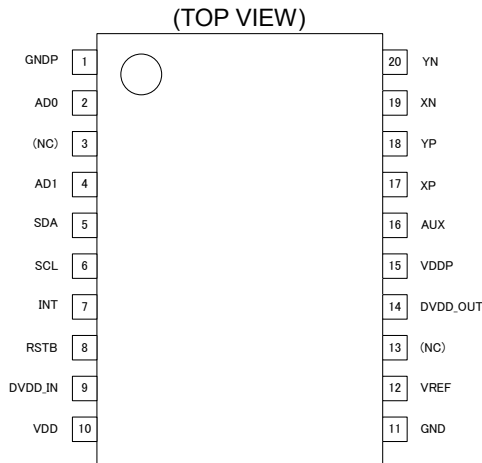 (TOP VIEW)
GNDP 1 20 YN
AD0 2 19 XN
(NC) 3 18 YP
AD1 4 17 XP
SDA 5 16 AUX
SCL 6 15 VDDP
INT 7 14 DVDD_OUT
RSTB 8 13 (NC)
DVDD_IN 9 12 VREF
VDD 10 11 GND